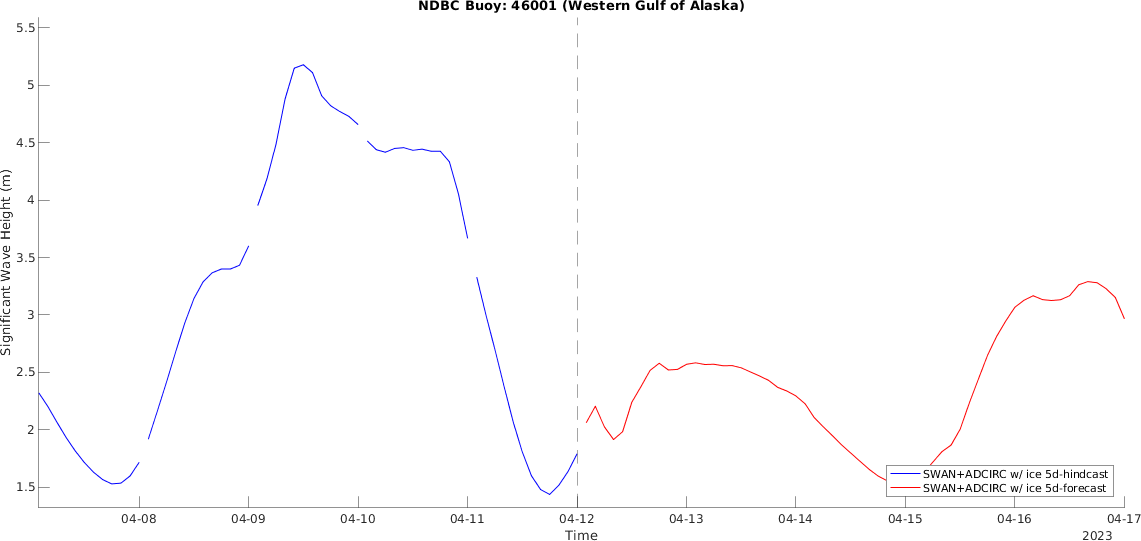 NDBC Buoy: 46001 (Western Gulf of Alaska)
5.5
5
4.5
4
3.5
3
2.5
2
1.5
Significant Wave Height (m)
04-08 04-09 04-10 04-11 04-12 04-13 04-14 04-15 04-16 04-17
Time
2023
SWAN+ADCIRC w/ ice 5d-hindcast
SWAN+ADCIRC w/ ice 5d-forecast